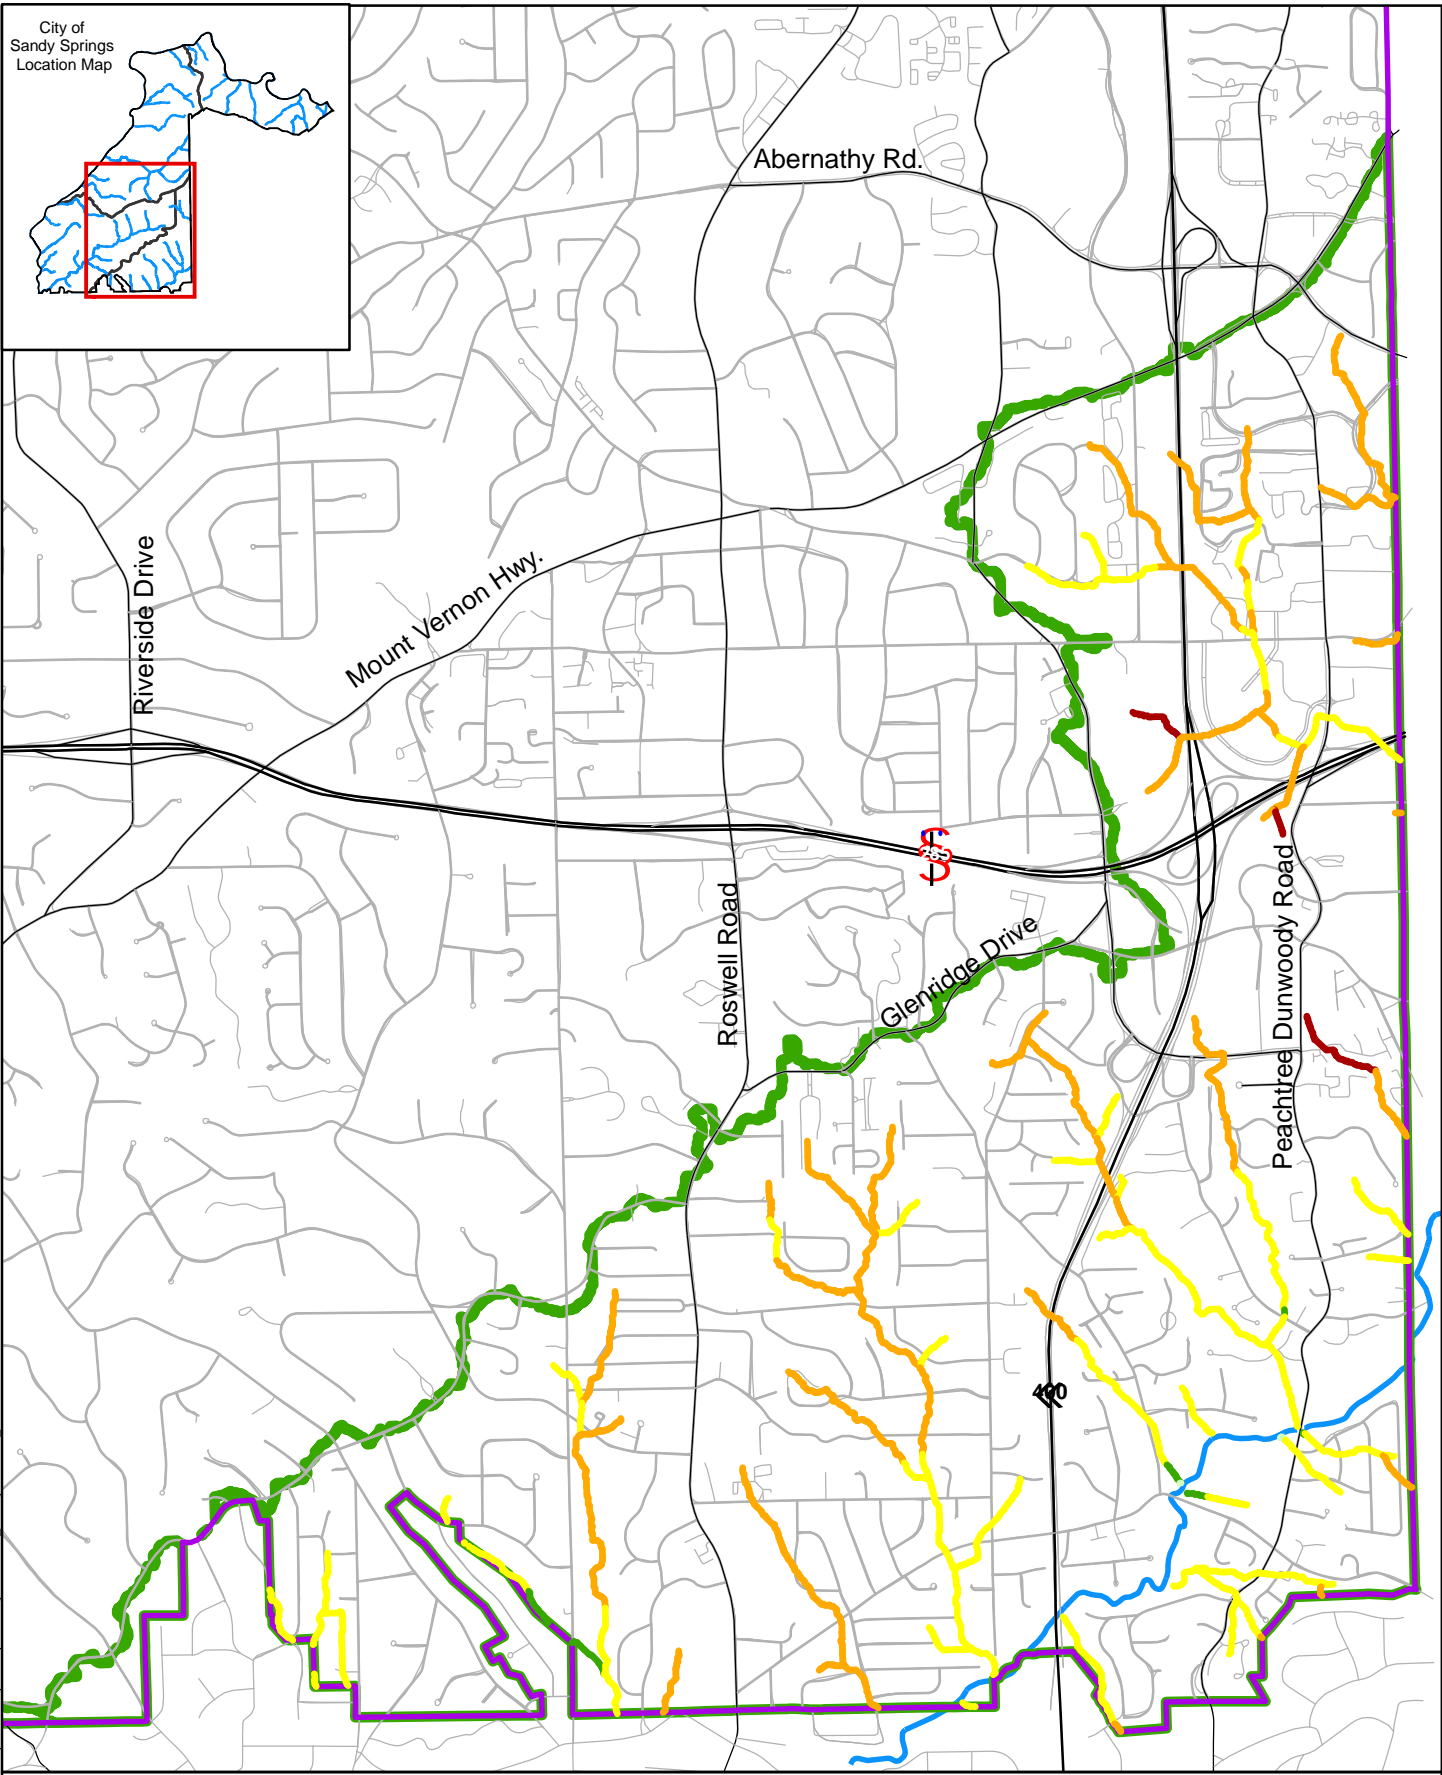 City of
Sandy Springs
Location Map
Abernathy Rd.
Riverside Drive
Mount Vernon Hwy.
Roswell Road
Glenridge Drive
Peachtree Dunwoody Road
400